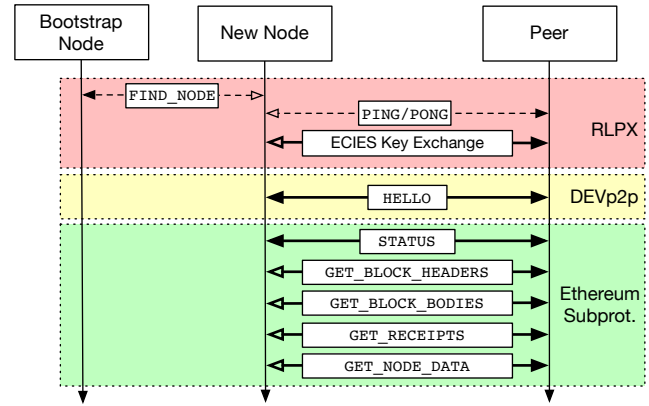 Bootstrap
Node
New Node
Peer
FIND_NODE
PING/PONG
ECIES Key Exchange
RLPX
HELLO
DEVp2p
STATUS
GET_BLOCK_HEADERS
GET_BLOCK_BODIES
GET_RECEIPTS
GET_NODE_DATA
Ethereum
Subprot.